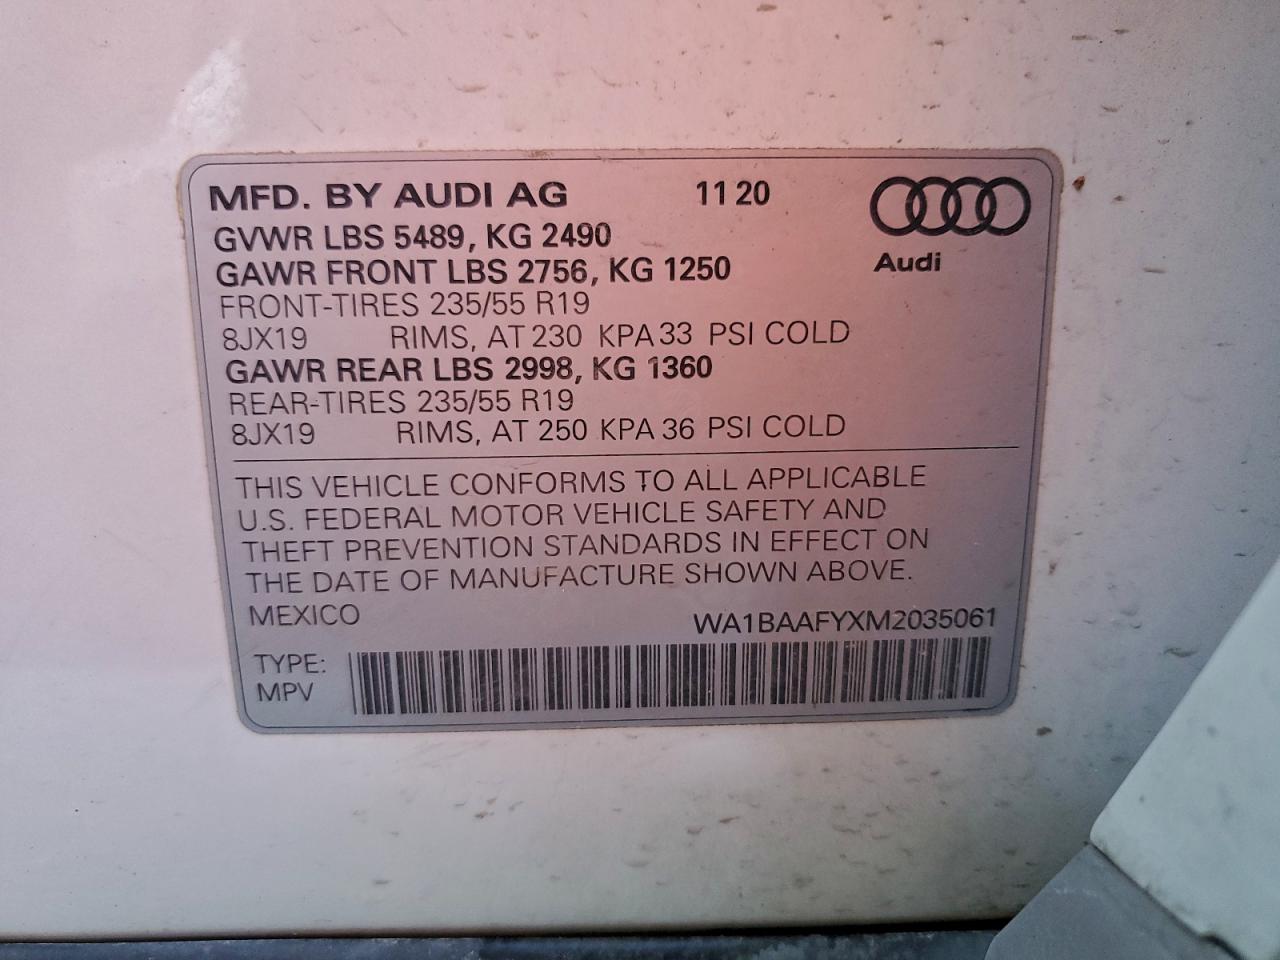 MFD. BY AUDI AG 11 20
GVWR LBS 5489, KG 2490
GAWR FRONT LBS 2756, KG 1250
Audi
FRONT-TIRES 235/55 R19
8JX19 RIMS, AT 230 KPA 33 PSI COLD
GAWR REAR LBS 2998, KG 1360
REAR-TIRES 235/55 R19
8JX19 RIMS, AT 250 KPA 36 PSI COLD
THIS VEHICLE CONFORMS TO ALL APPLICABLE
U.S. FEDERAL MOTOR VEHICLE SAFETY AND
THEFT PREVENTION STANDARDS IN EFFECT ON
THE DATE OF MANUFACTURE SHOWN ABOVE.
MEXICO WA1BAAFYXM2035061
TYPE:
MPV